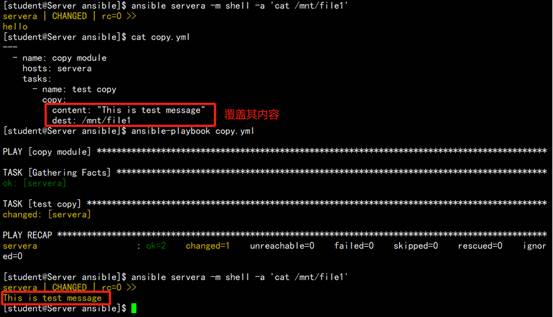 [student@Server ansible]$ ansible servera -m shell -a 'cat /mnt/file1'
servera | CHANGED | rc=0 >>
hello
[student@Server ansible]$ cat copy.yml
---
- name: copy module
hosts: servera
tasks:
- name: test copy
copy:
content: "This is test message"
dest: /mnt/file1
覆盖其内容
[student@Server ansible]$ ansible-playbook copy.yml
PLAY [copy module] ****************************************************************************************************
TASK [Gathering Facts] ************************************************************************************************
ok: [servera]
TASK [test copy] ******************************************************************************************************
changed: [servera]
PLAY RECAP ************************************************************************************************************
servera : ok=2 changed=1 unreachable=0 failed=0 skipped=0 rescued=0 ignor
ed=0
[student@Server ansible]$ ansible servera -m shell -a 'cat /mnt/file1'
servera | CHANGED | rc=0 >>
This is test message
[student@Server ansible]$